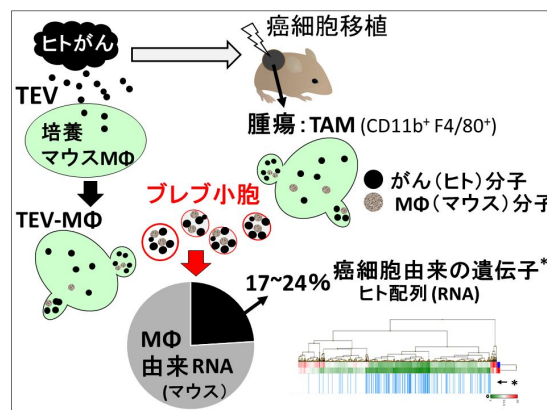 ヒトがん
癌細胞移植
TEV
培養
マウスMΦ
腫瘍：TAM (CD11b⁺ F4/80⁺)
がん（ヒト）分子
MΦ（マウス）分子
ブレブ小胞
TEV-MΦ
17~24%
癌細胞由来の遺伝子*
ヒト配列（RNA）
MΦ
由来RNA
（マウス）
*